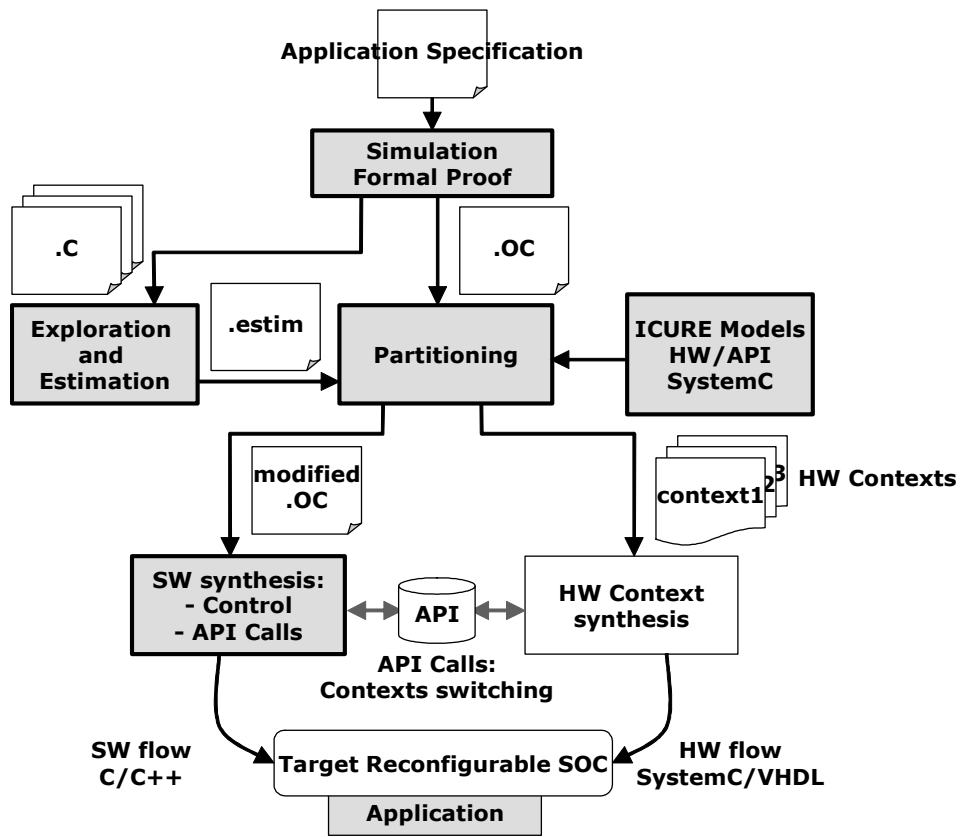 Application Specification
Simulation
Formal Proof
.C
.OC
.estim
Exploration
and
Estimation
Partitioning
ICURE Models
HW/API
SystemC
modified
.OC
context1
2
3
HW Contexts
SW synthesis:
- Control
- API Calls
API
HW Context
synthesis
API Calls:
Contexts switching
SW flow
C/C++
Target Reconfigurable SOC
HW flow
SystemC/VHDL
Application